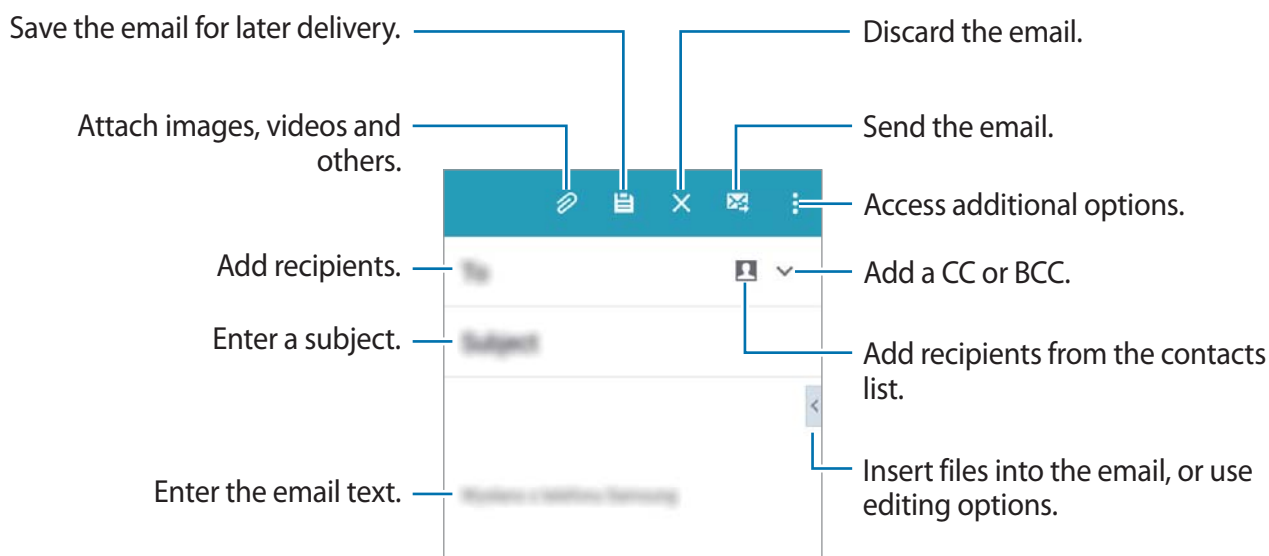 Save the email for later delivery.
Discard the email.
Attach images, videos and
others.
Send the email.
Access additional options.
Add recipients.
To
Add a CC or BCC.
Enter a subject.
Subject
Add recipients from the contacts
list.
Enter the email text.
Insert files into the email, or use
editing options.